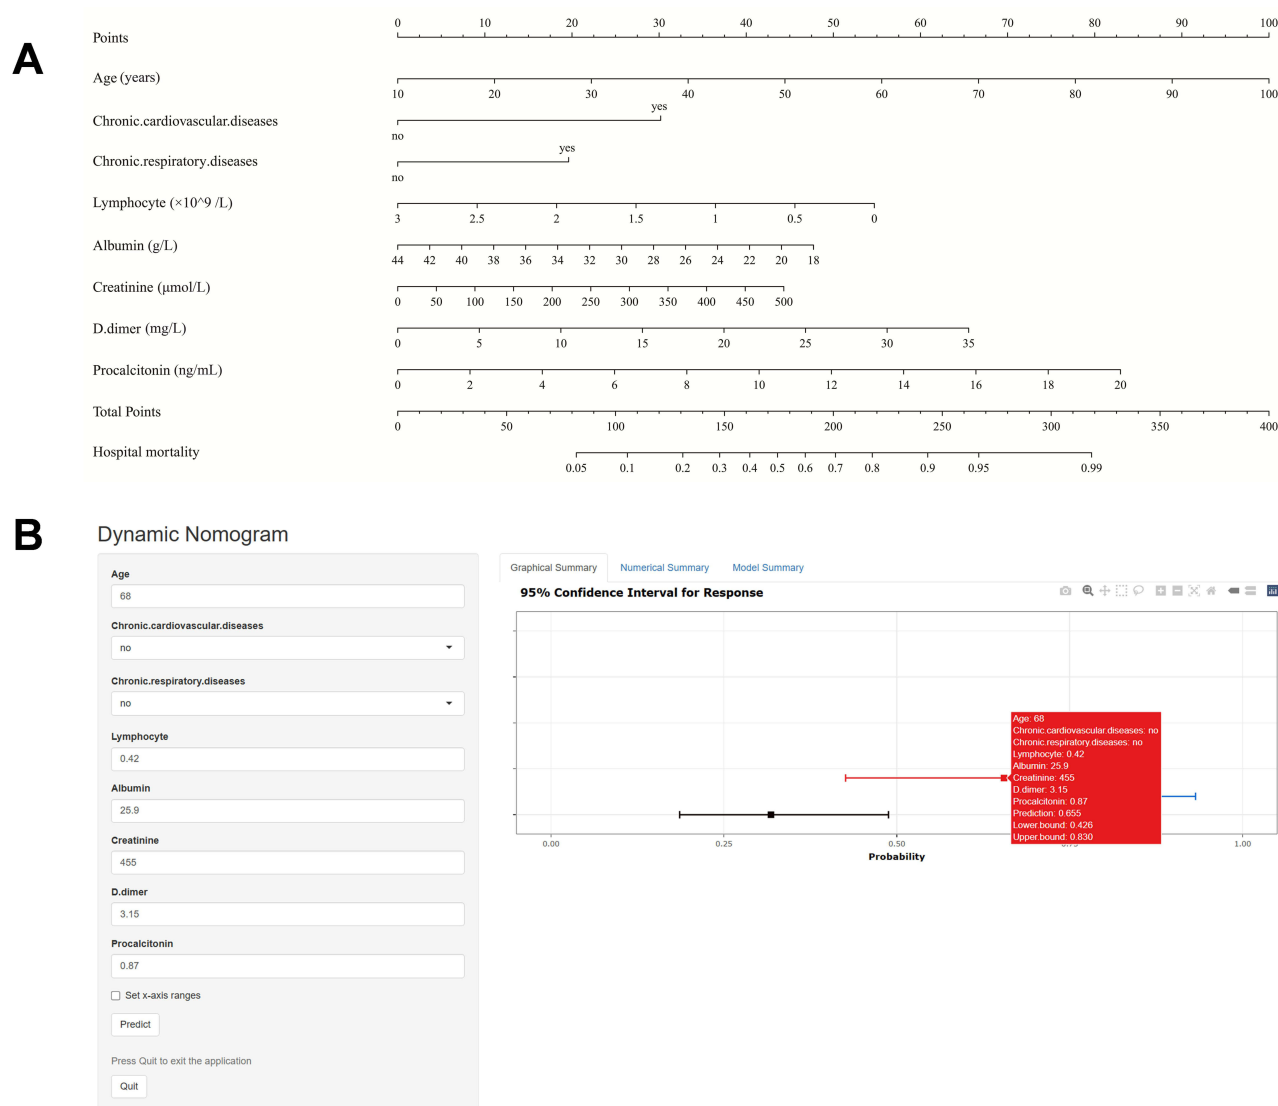 A
Points
0 10 20 30 40 50 60 70 80 90 100
Age (years)
10 20 30 40 50 60 70 80 90 100
Chronic.cardiovascular.diseases
yes
no
Chronic.respiratory.diseases
yes
no
Lymphocyte (×10^9 /L)
3 2.5 2 1.5 1 0.5 0
Albumin (g/L)
44 42 40 38 36 34 32 30 28 26 24 22 20 18
Creatinine (μmol/L)
0 50 100 150 200 250 300 350 400 450 500
D.dimer (mg/L)
0 5 10 15 20 25 30 35
Procalcitonin (ng/mL)
0 2 4 6 8 10 12 14 16 18 20
Total Points
0 50 100 150 200 250 300 350 400
Hospital mortality
0.05 0.1 0.2 0.3 0.4 0.5 0.6 0.7 0.8 0.9 0.95 0.99
B
Dynamic Nomogram
Age
68
Chronic.cardiovascular.diseases
no
Chronic.respiratory.diseases
no
Lymphocyte
0.42
Albumin
25.9
Creatinine
455
D.dimer
3.15
Procalcitonin
0.87
Set x-axis ranges
Predict
Press Quit to exit the application
Quit
Graphical Summary Numerical Summary Model Summary
95% Confidence Interval for Response
Age: 68
Chronic.cardiovascular.diseases: no
Chronic.respiratory.diseases: no
Lymphocyte: 0.42
Albumin: 25.9
Creatinine: 455
D.dimer: 3.15
Procalcitonin: 0.87
Prediction: 0.655
Lower.bound: 0.426
Upper.bound: 0.830
0.00 0.25 0.50 0.75 1.00
Probability